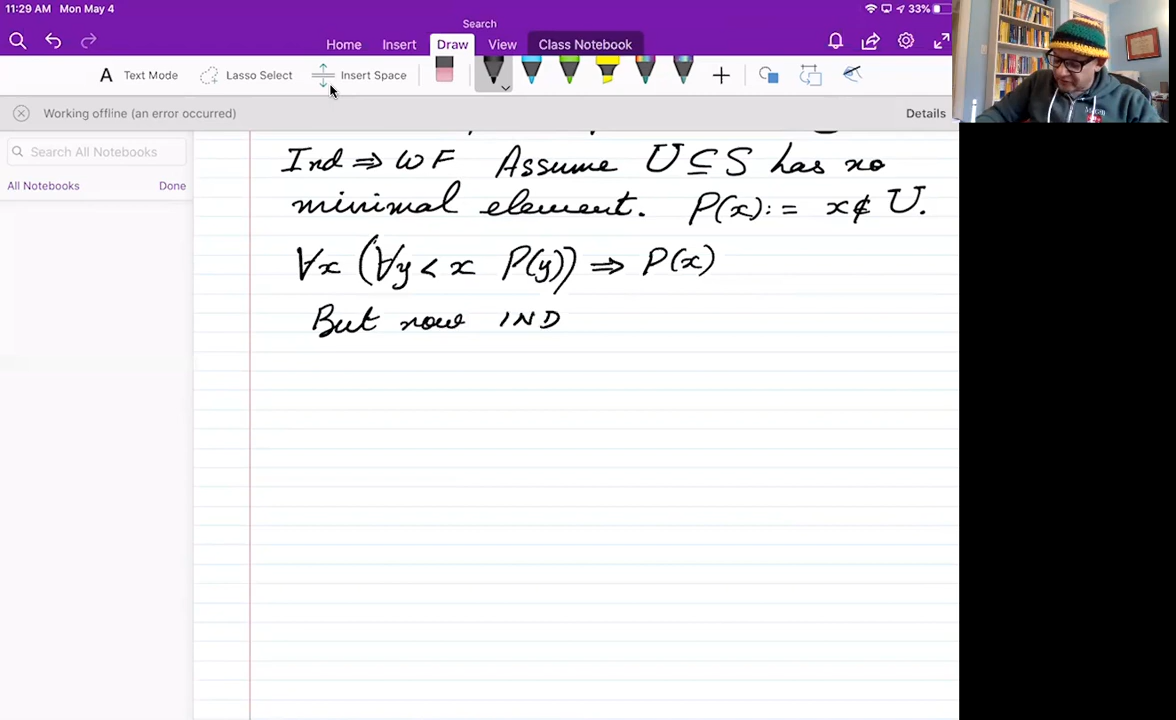 11:29 AM Mon May 4
33%
Search
Home Insert Draw View Class Notebook
Text Mode Lasso Select Insert Space
Working offline (an error occurred) Details
Search All Notebooks
All Notebooks Done
Ind ⇒ WF Assume U ⊆ S has no
minimal element. P(x) := x ∉ U.
∀x (∀y < x P(y)) ⇒ P(x)
But now IND